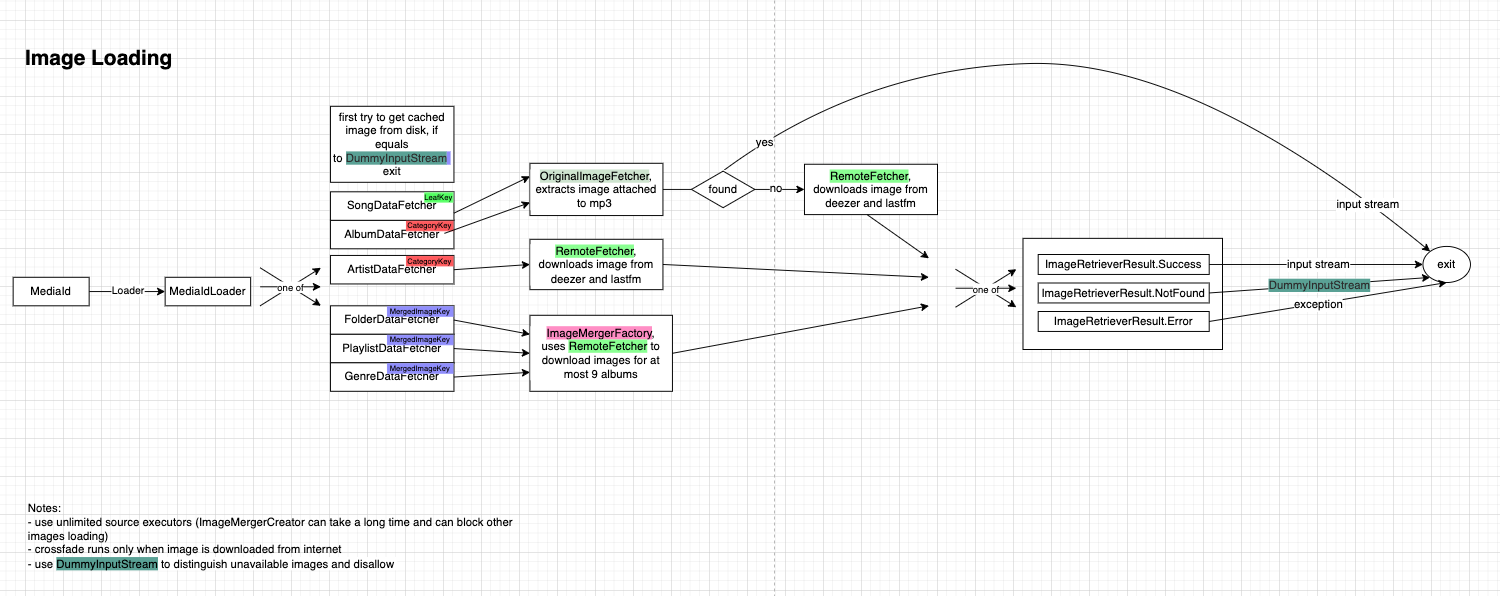 Image Loading
first try to get cached
image from disk, if
equals
to DummyInputStream
exit
LeafKey
SongDataFetcher
CategoryKey
AlbumDataFetcher
CategoryKey
ArtistDataFetcher
MediaId
Loader
MediaIdLoader
one of
MergedImageKey
FolderDataFetcher
MergedImageKey
PlaylistDataFetcher
MergedImageKey
GenreDataFetcher
OriginalImageFetcher,
extracts image attached
to mp3
RemoteFetcher,
downloads image from
deezer and lastfm
ImageMergerFactory,
uses RemoteFetcher to
download images for at
most 9 albums
found
yes
no
RemoteFetcher,
downloads image from
deezer and lastfm
one of
ImageRetrieverResult.Success
ImageRetrieverResult.NotFound
ImageRetrieverResult.Error
input stream
input stream
DummyInputStream
exception
exit
Notes:
- use unlimited source executors (ImageMergerCreator can take a long time and can block other
images loading)
- crossfade runs only when image is downloaded from internet
- use DummyInputStream to distinguish unavailable images and disallow